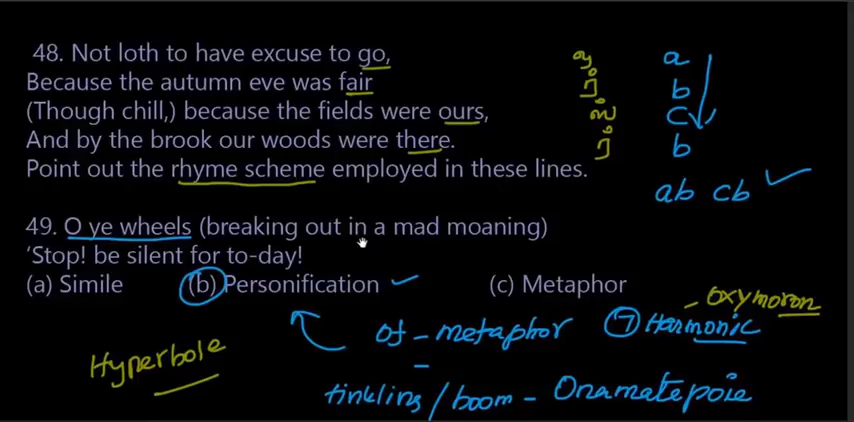 48. Not loth to have excuse to go,
Because the autumn eve was fair
(Though chill,) because the fields were ours,
And by the brook our woods were there.
Point out the rhyme scheme employed in these lines.
a
b
c
b
ab cb
49. O ye wheels (breaking out in a mad moaning)
‘Stop! be silent for to-day!
(a) Simile (b) Personification (c) Metaphor
- oxymoron
of - metaphor ⑦ Harmonic
Hyperbole
tinkling / boom - Onamatepoie